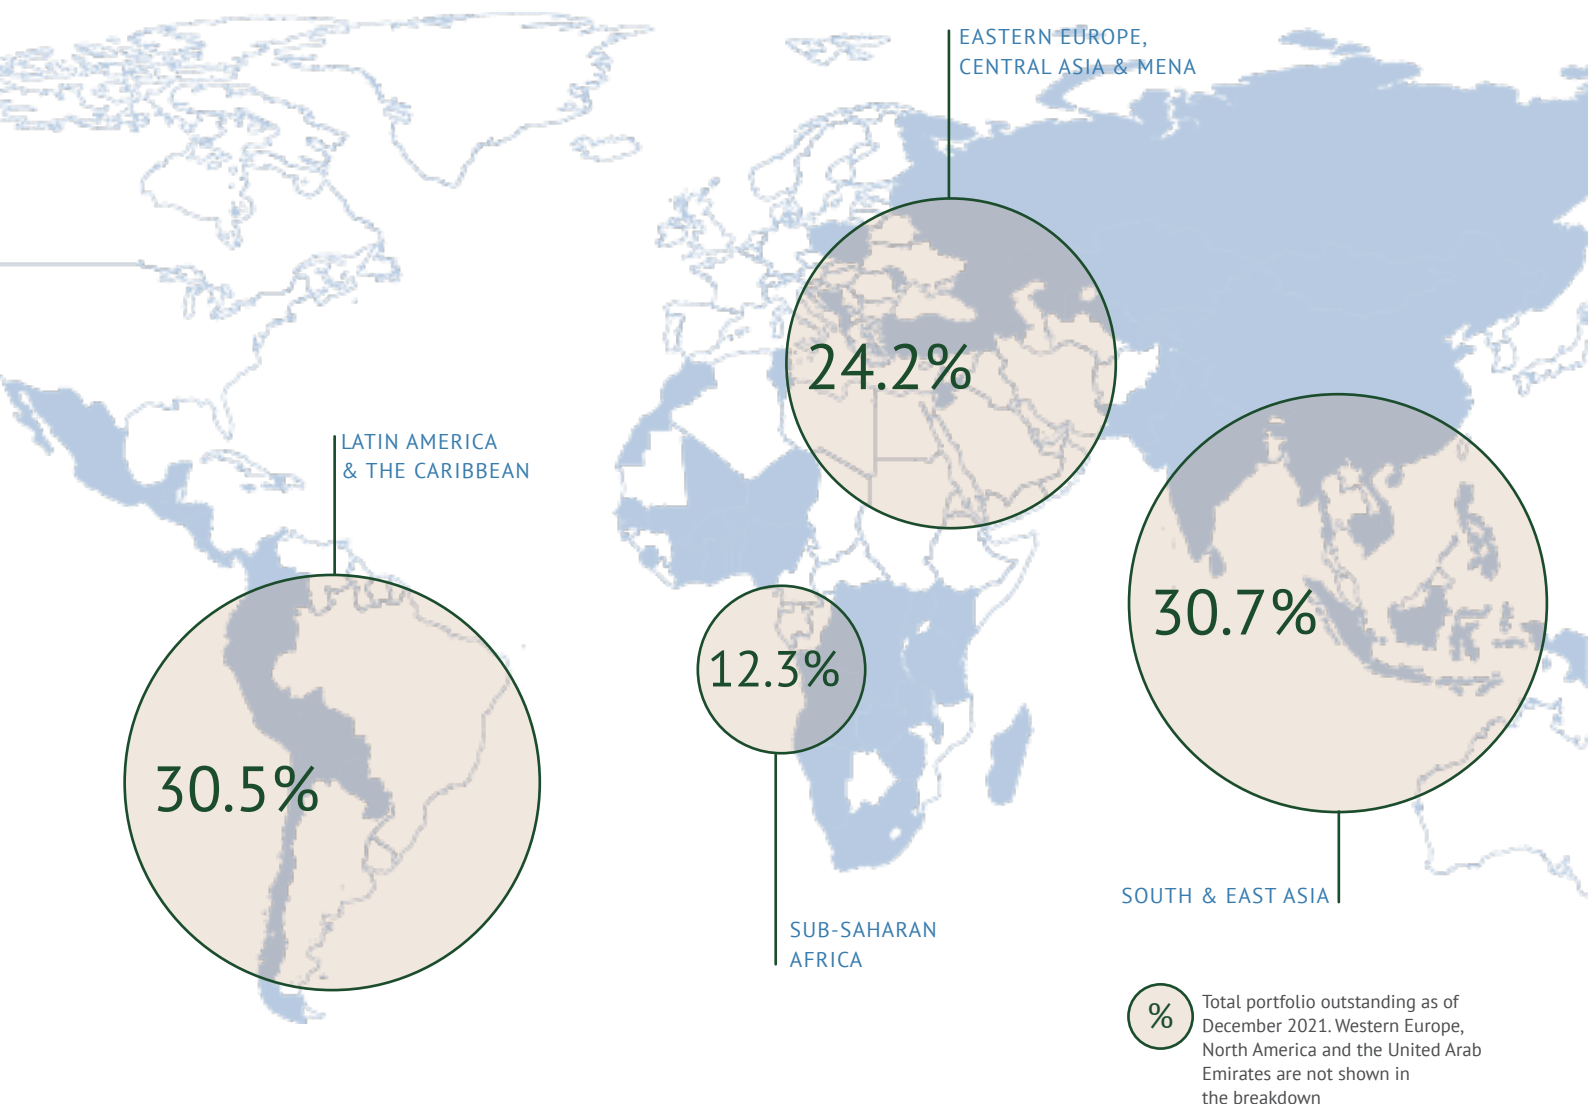 EASTERN EUROPE,
CENTRAL ASIA & MENA
24.2%
LATIN AMERICA
& THE CARIBBEAN
30.5%
12.3%
SUB-SAHARAN
AFRICA
30.7%
SOUTH & EAST ASIA
%
Total portfolio outstanding as of
December 2021. Western Europe,
North America and the United Arab
Emirates are not shown in
the breakdown